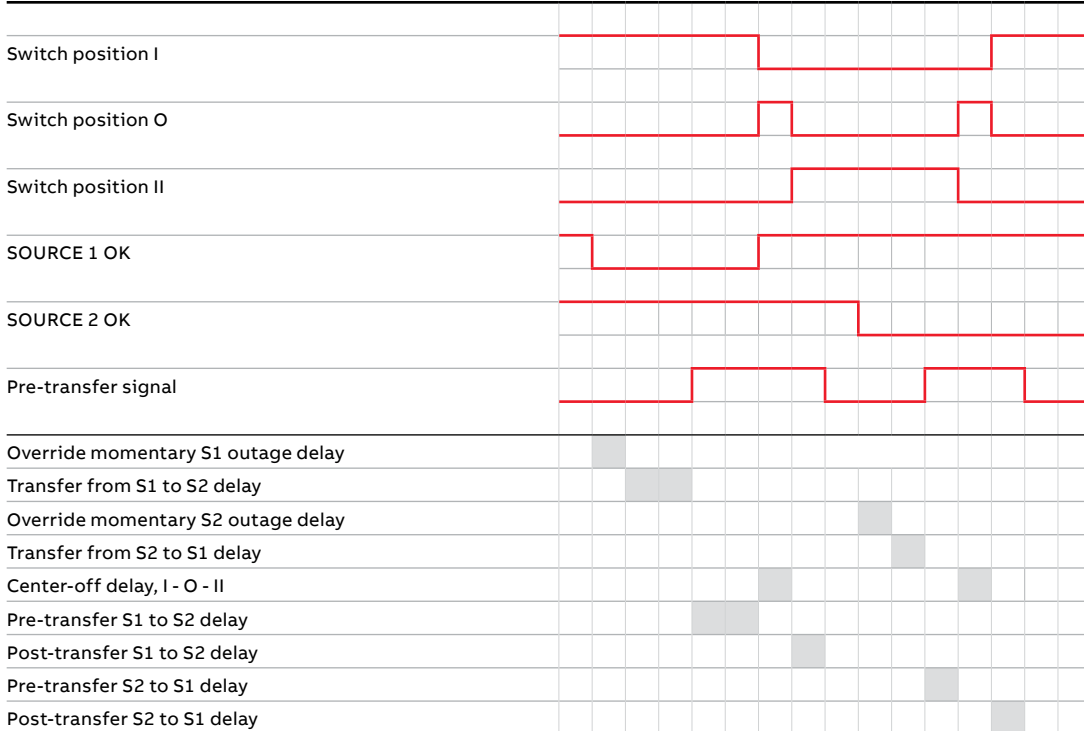 Switch position I
Switch position O
Switch position II
SOURCE 1 OK
SOURCE 2 OK
Pre-transfer signal
Override momentary S1 outage delay
Transfer from S1 to S2 delay
Override momentary S2 outage delay
Transfer from S2 to S1 delay
Center-off delay, I - O - II
Pre-transfer S1 to S2 delay
Post-transfer S1 to S2 delay
Pre-transfer S2 to S1 delay
Post-transfer S2 to S1 delay